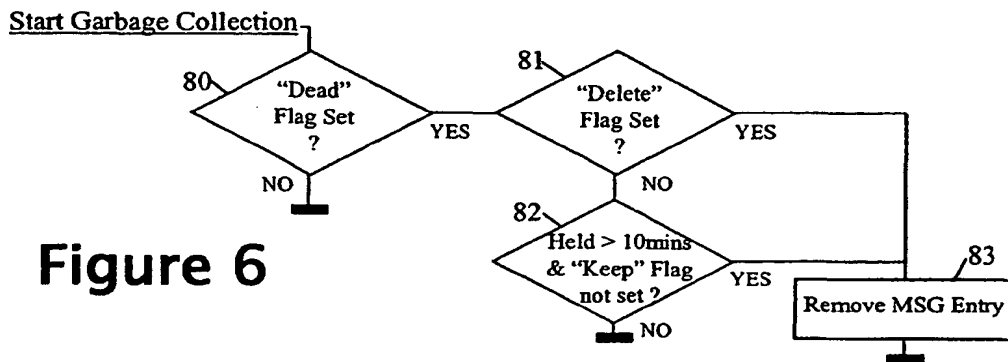 Start Garbage Collection
80
"Dead"
Flag Set
?
YES
NO
81
"Delete"
Flag Set
?
YES
NO
82
Held > 10mins
& "Keep" Flag
not set ?
YES
NO
83
Remove MSG Entry
Figure 6